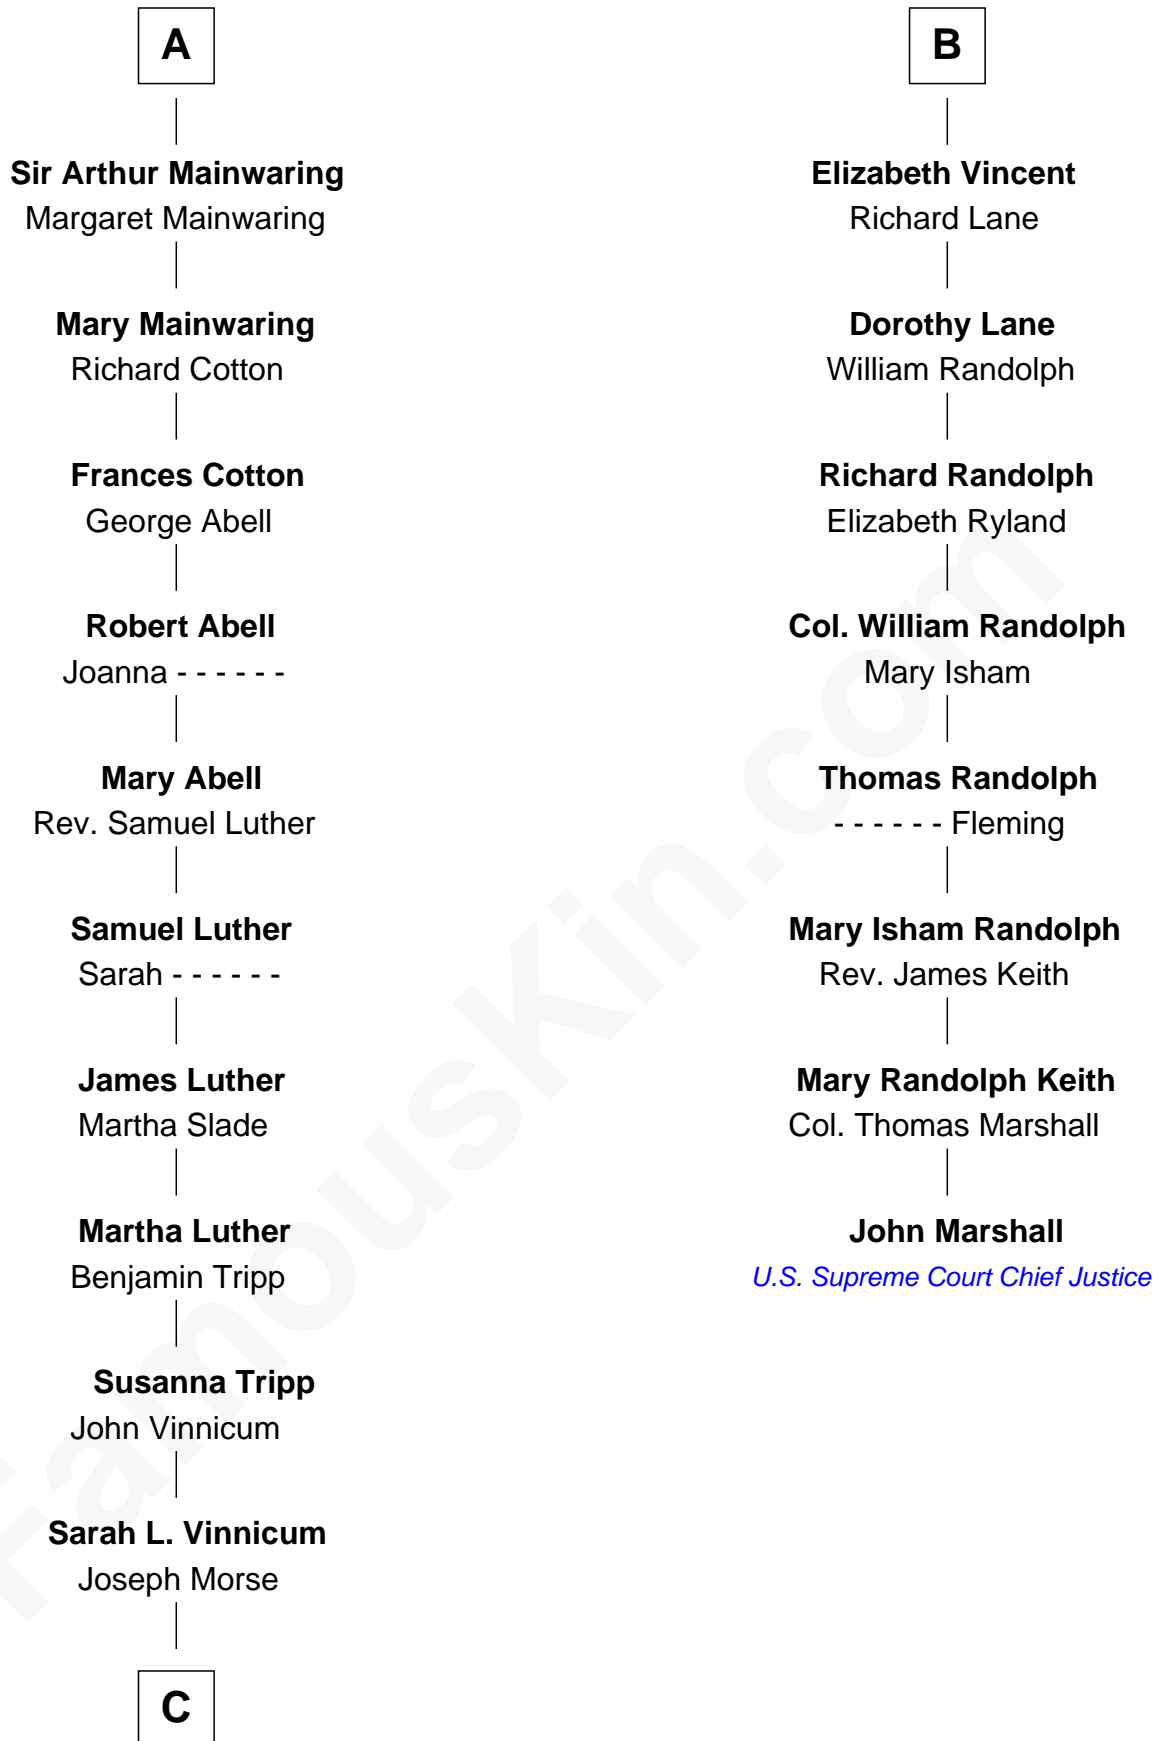 A
Sir Arthur Mainwaring
Margaret Mainwaring
Mary Mainwaring
Richard Cotton
Frances Cotton
George Abell
Robert Abell
Joanna - - - - - -
Mary Abell
Rev. Samuel Luther
Samuel Luther
Sarah - - - - - -
James Luther
Martha Slade
Martha Luther
Benjamin Tripp
Susanna Tripp
John Vinnicum
Sarah L. Vinnicum
Joseph Morse
C
B
Elizabeth Vincent
Richard Lane
Dorothy Lane
William Randolph
Richard Randolph
Elizabeth Ryland
Col. William Randolph
Mary Isham
Thomas Randolph
- - - - - - Fleming
Mary Isham Randolph
Rev. James Keith
Mary Randolph Keith
Col. Thomas Marshall
John Marshall
U.S. Supreme Court Chief Justice
FamousKin.com